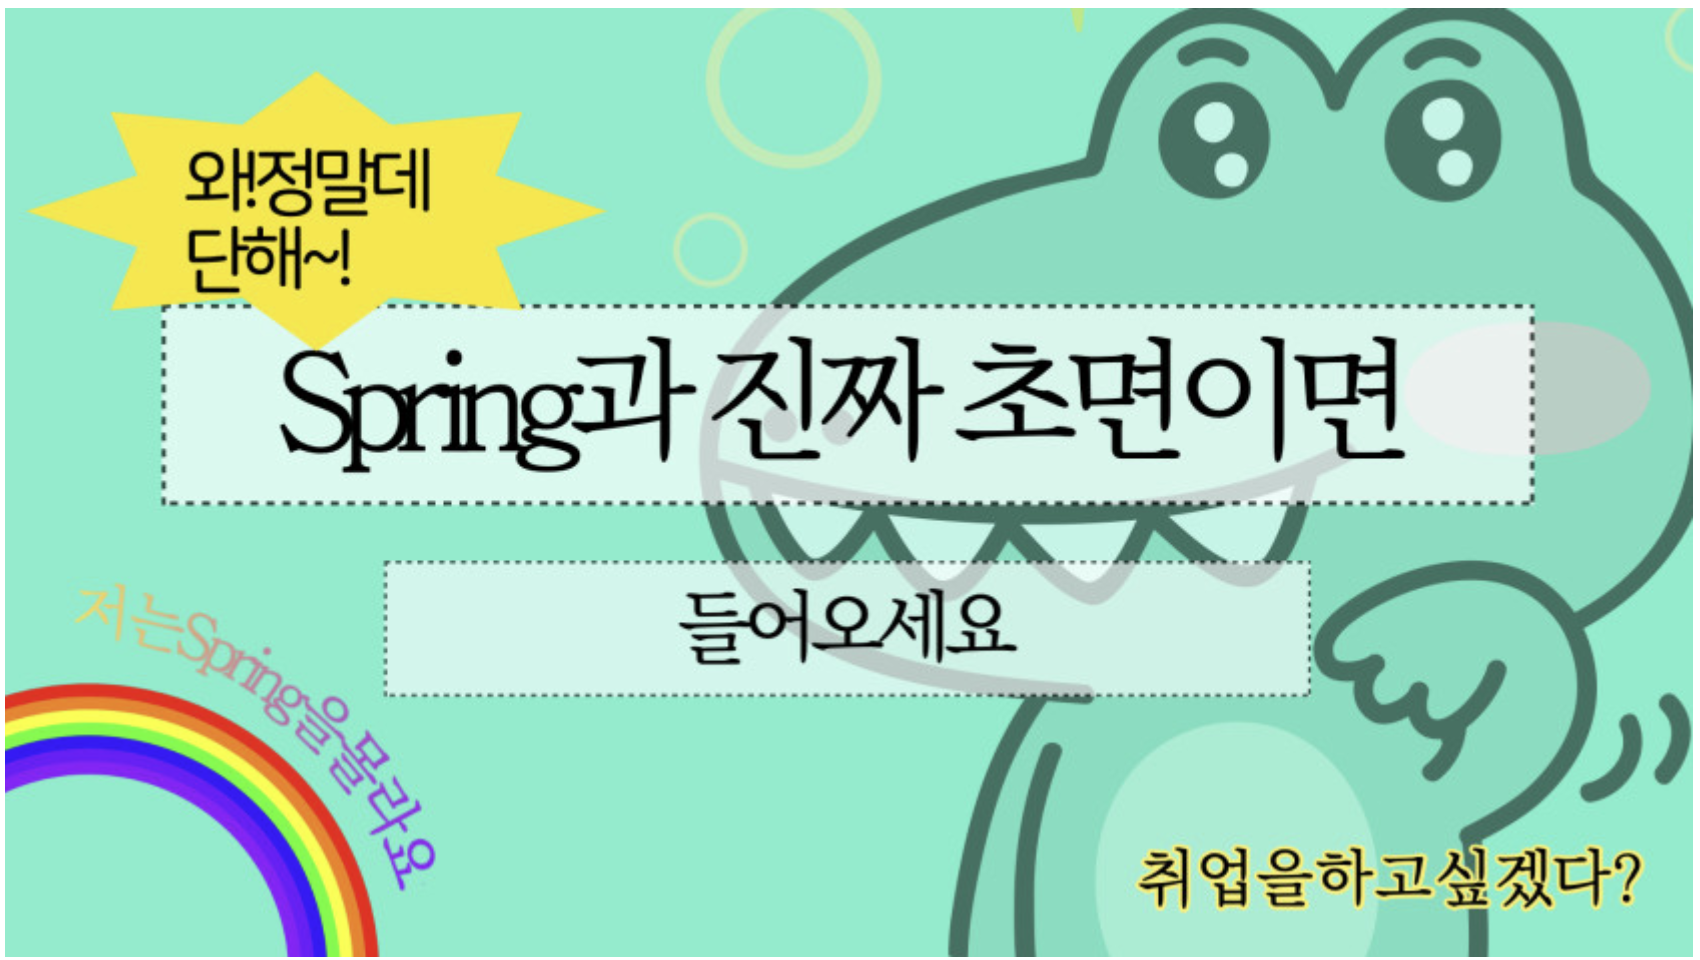 왜!정말데
단해~!
Spring과 진짜 초면이면
들어오세요
저는Spring을몰라요
취업을하고싶겠다?